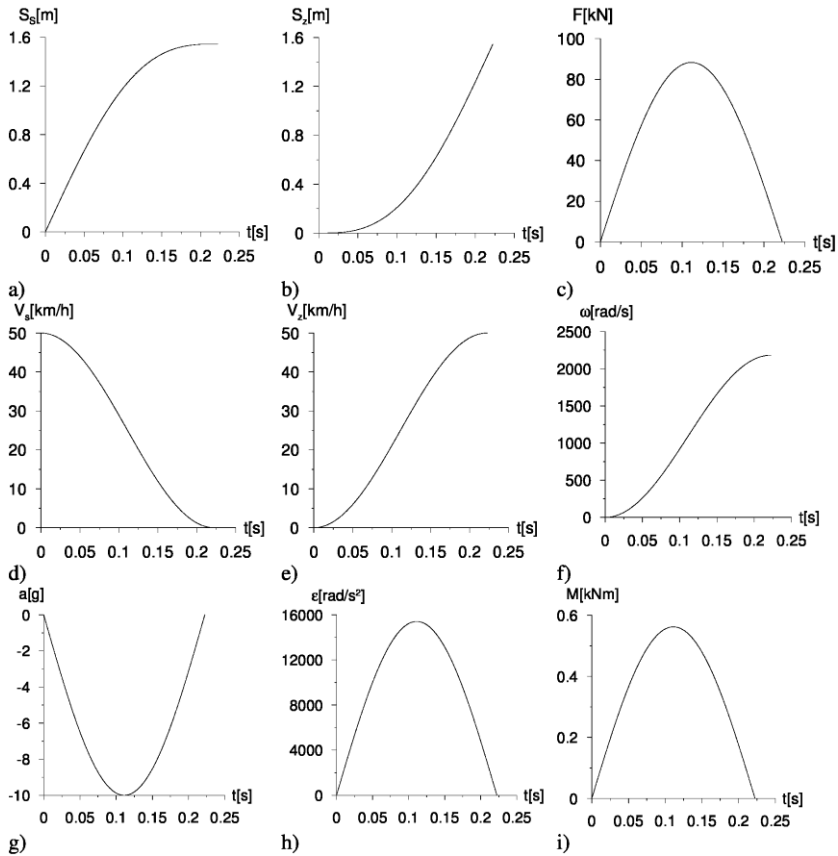 S_S[m]
1.6
1.2
0.8
0.4
0
0 0.05 0.1 0.15 0.2 0.25
t[s]
a)
S_z[m]
1.6
1.2
0.8
0.4
0
0 0.05 0.1 0.15 0.2 0.25
t[s]
b)
F[kN]
100
80
60
40
20
0
0 0.05 0.1 0.15 0.2 0.25
t[s]
c)
V_s[km/h]
50
40
30
20
10
0
0 0.05 0.1 0.15 0.2 0.25
t[s]
d)
V_z[km/h]
50
40
30
20
10
0
0 0.05 0.1 0.15 0.2 0.25
t[s]
e)
ω[rad/s]
2500
2000
1500
1000
500
0
0 0.05 0.1 0.15 0.2 0.25
t[s]
f)
a[g]
0
-2
-4
-6
-8
-10
0 0.05 0.1 0.15 0.2 0.25
t[s]
g)
ε[rad/s²]
16000
12000
8000
4000
0
0 0.05 0.1 0.15 0.2 0.25
t[s]
h)
M[kNm]
0.6
0.4
0.2
0
0 0.05 0.1 0.15 0.2 0.25
t[s]
i)